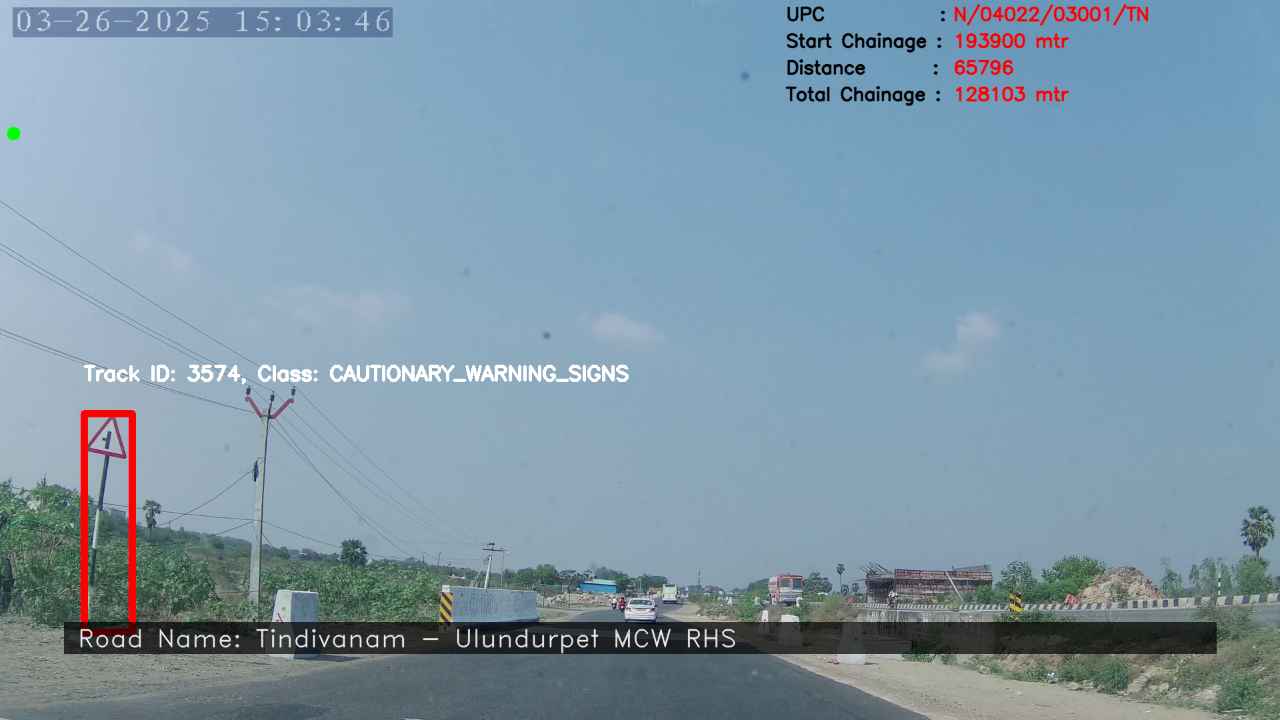 03-26-2025 15:03:46
UPC : N/04022/03001/TN
Start Chainage : 193900 mtr
Distance : 65796
Total Chainage : 128103 mtr
Track ID: 3574, Class: CAUTIONARY_WARNING_SIGNS
Road Name: Tindivanam - Ulundurpet MCW RHS